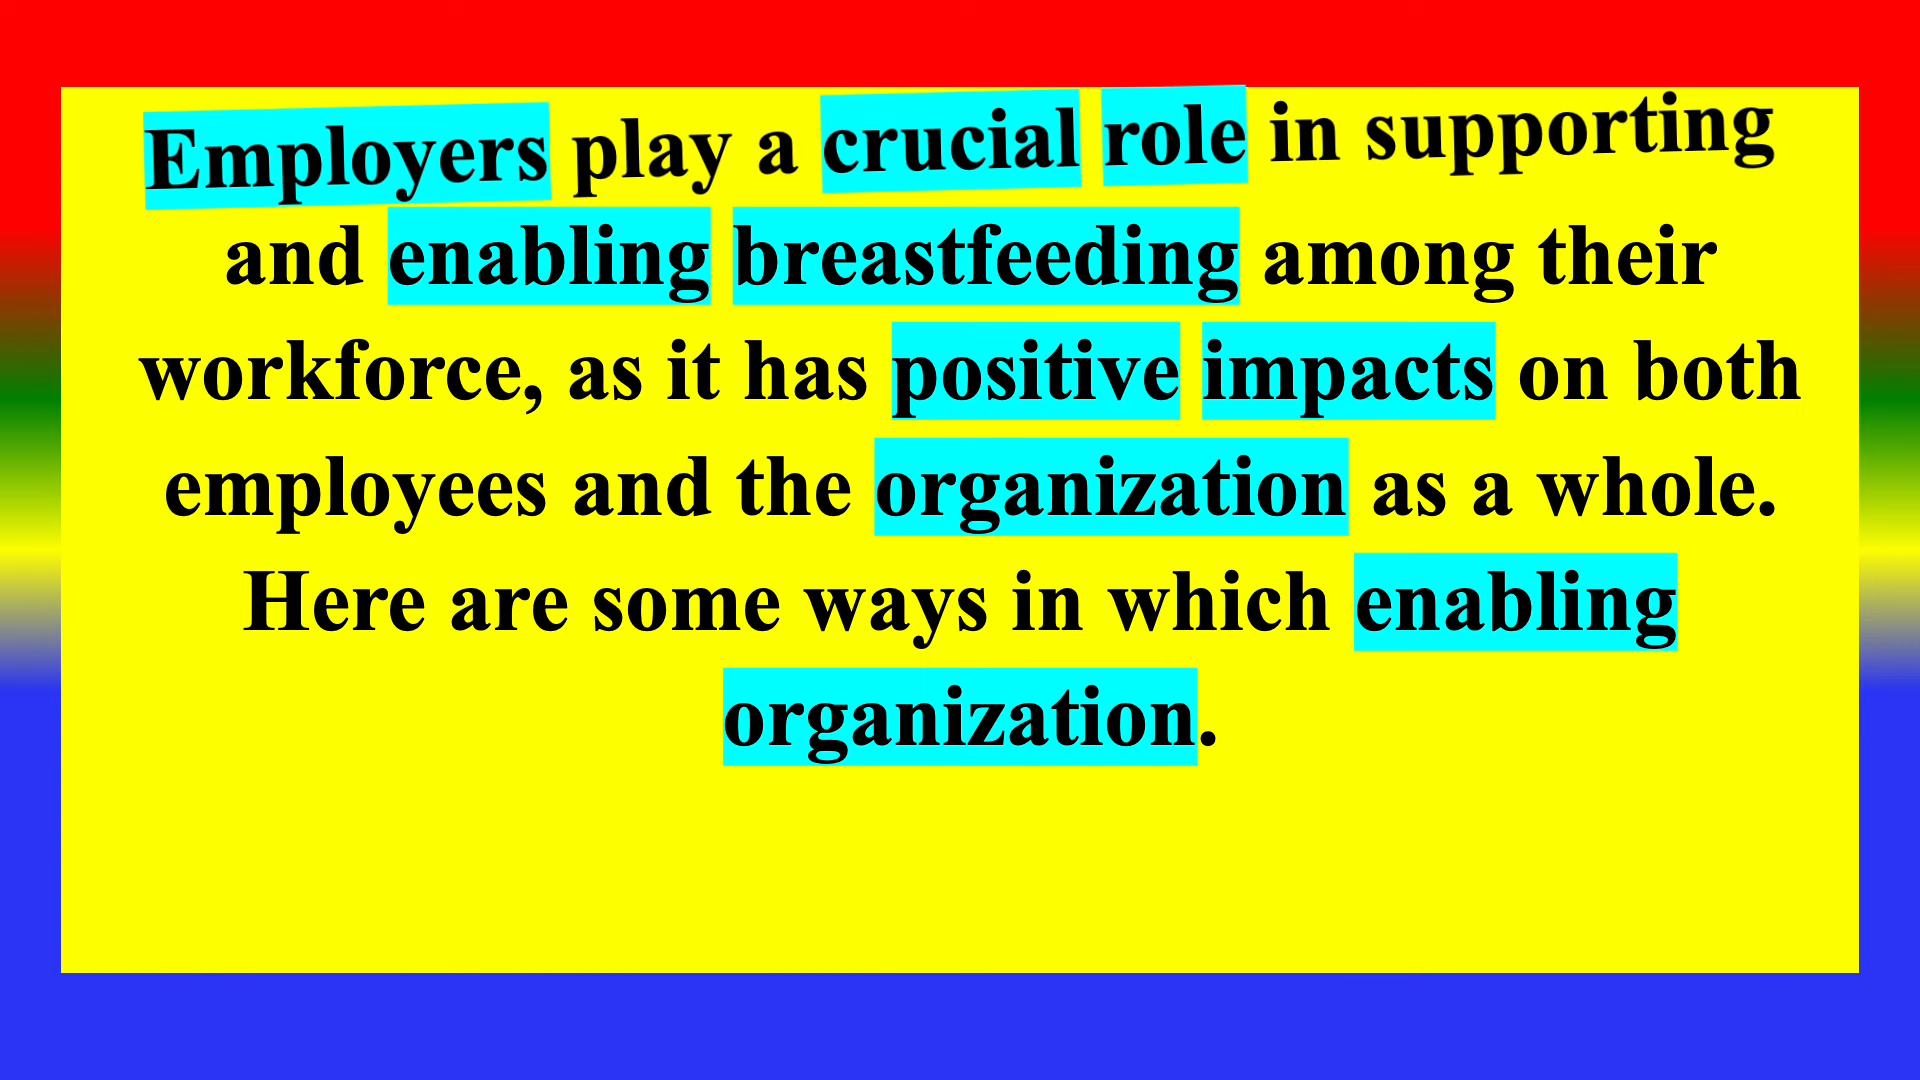 Employers play a crucial role in supporting
and enabling breastfeeding among their
workforce, as it has positive impacts on both
employees and the organization as a whole.
Here are some ways in which enabling
organization.